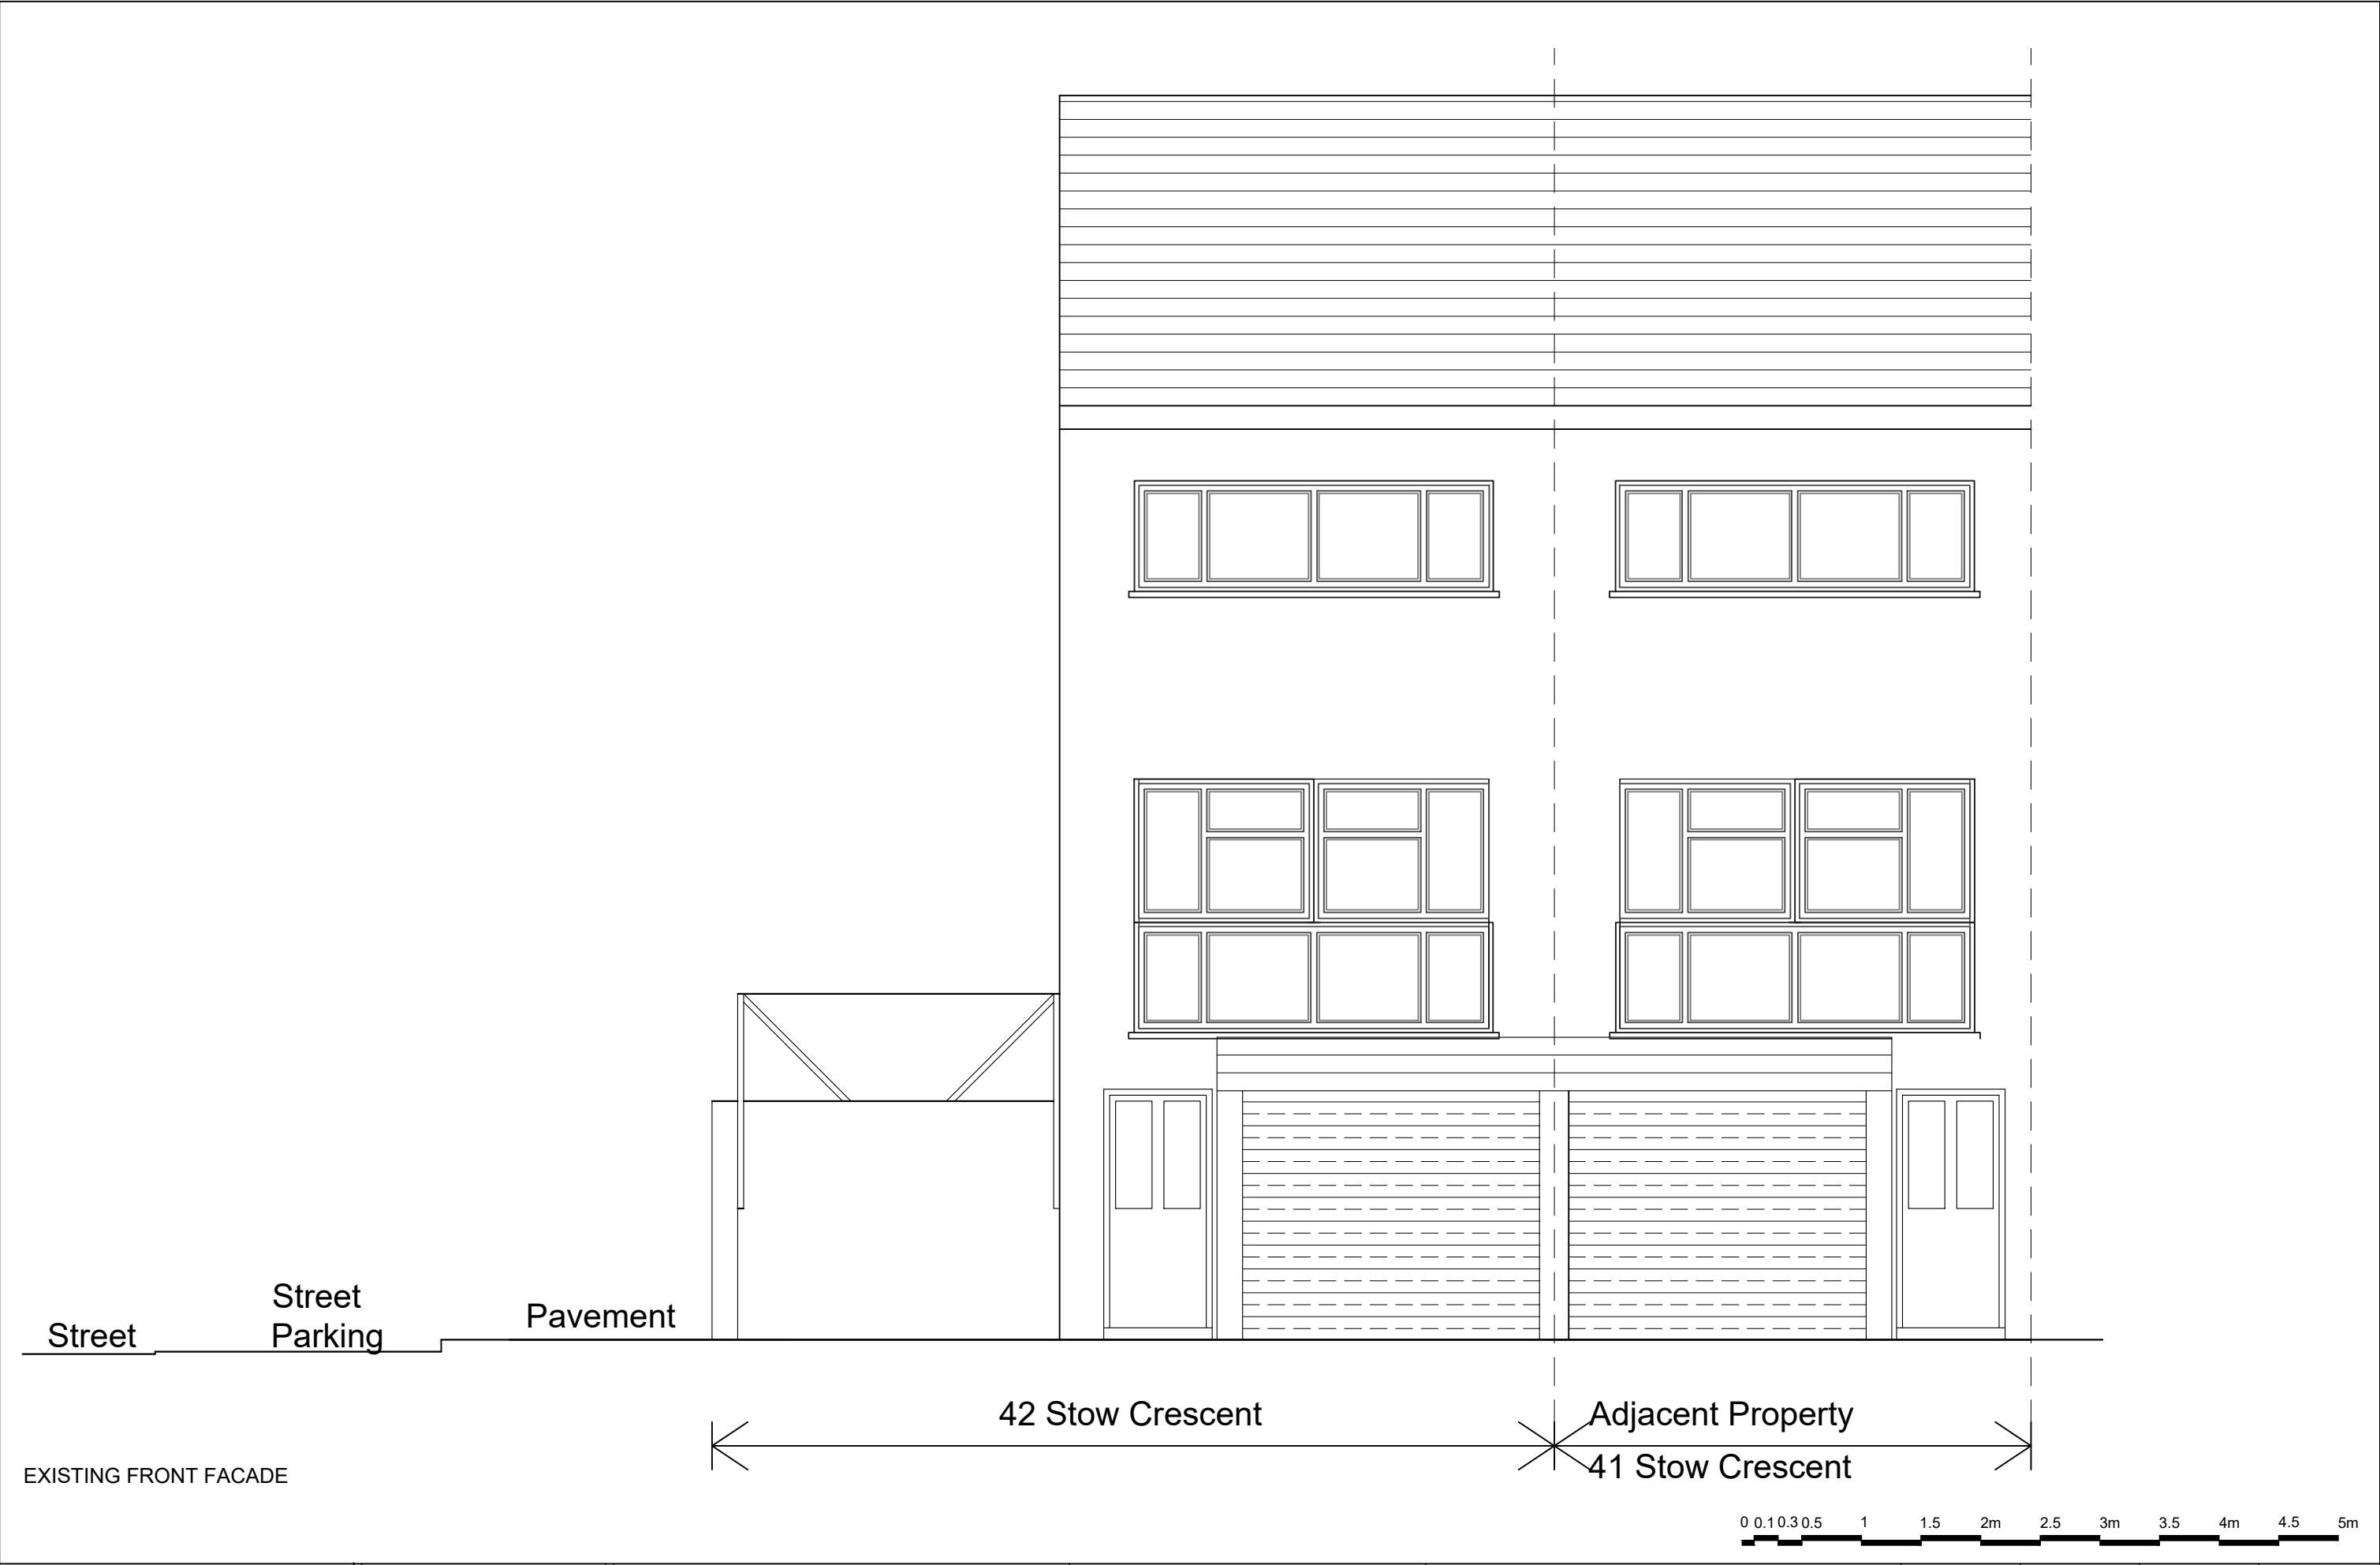 Street
Street
Parking
Pavement
42 Stow Crescent
Adjacent Property
41 Stow Crescent
EXISTING FRONT FACADE
0 0.1 0.3 0.5 1 1.5 2m 2.5 3m 3.5 4m 4.5 5m